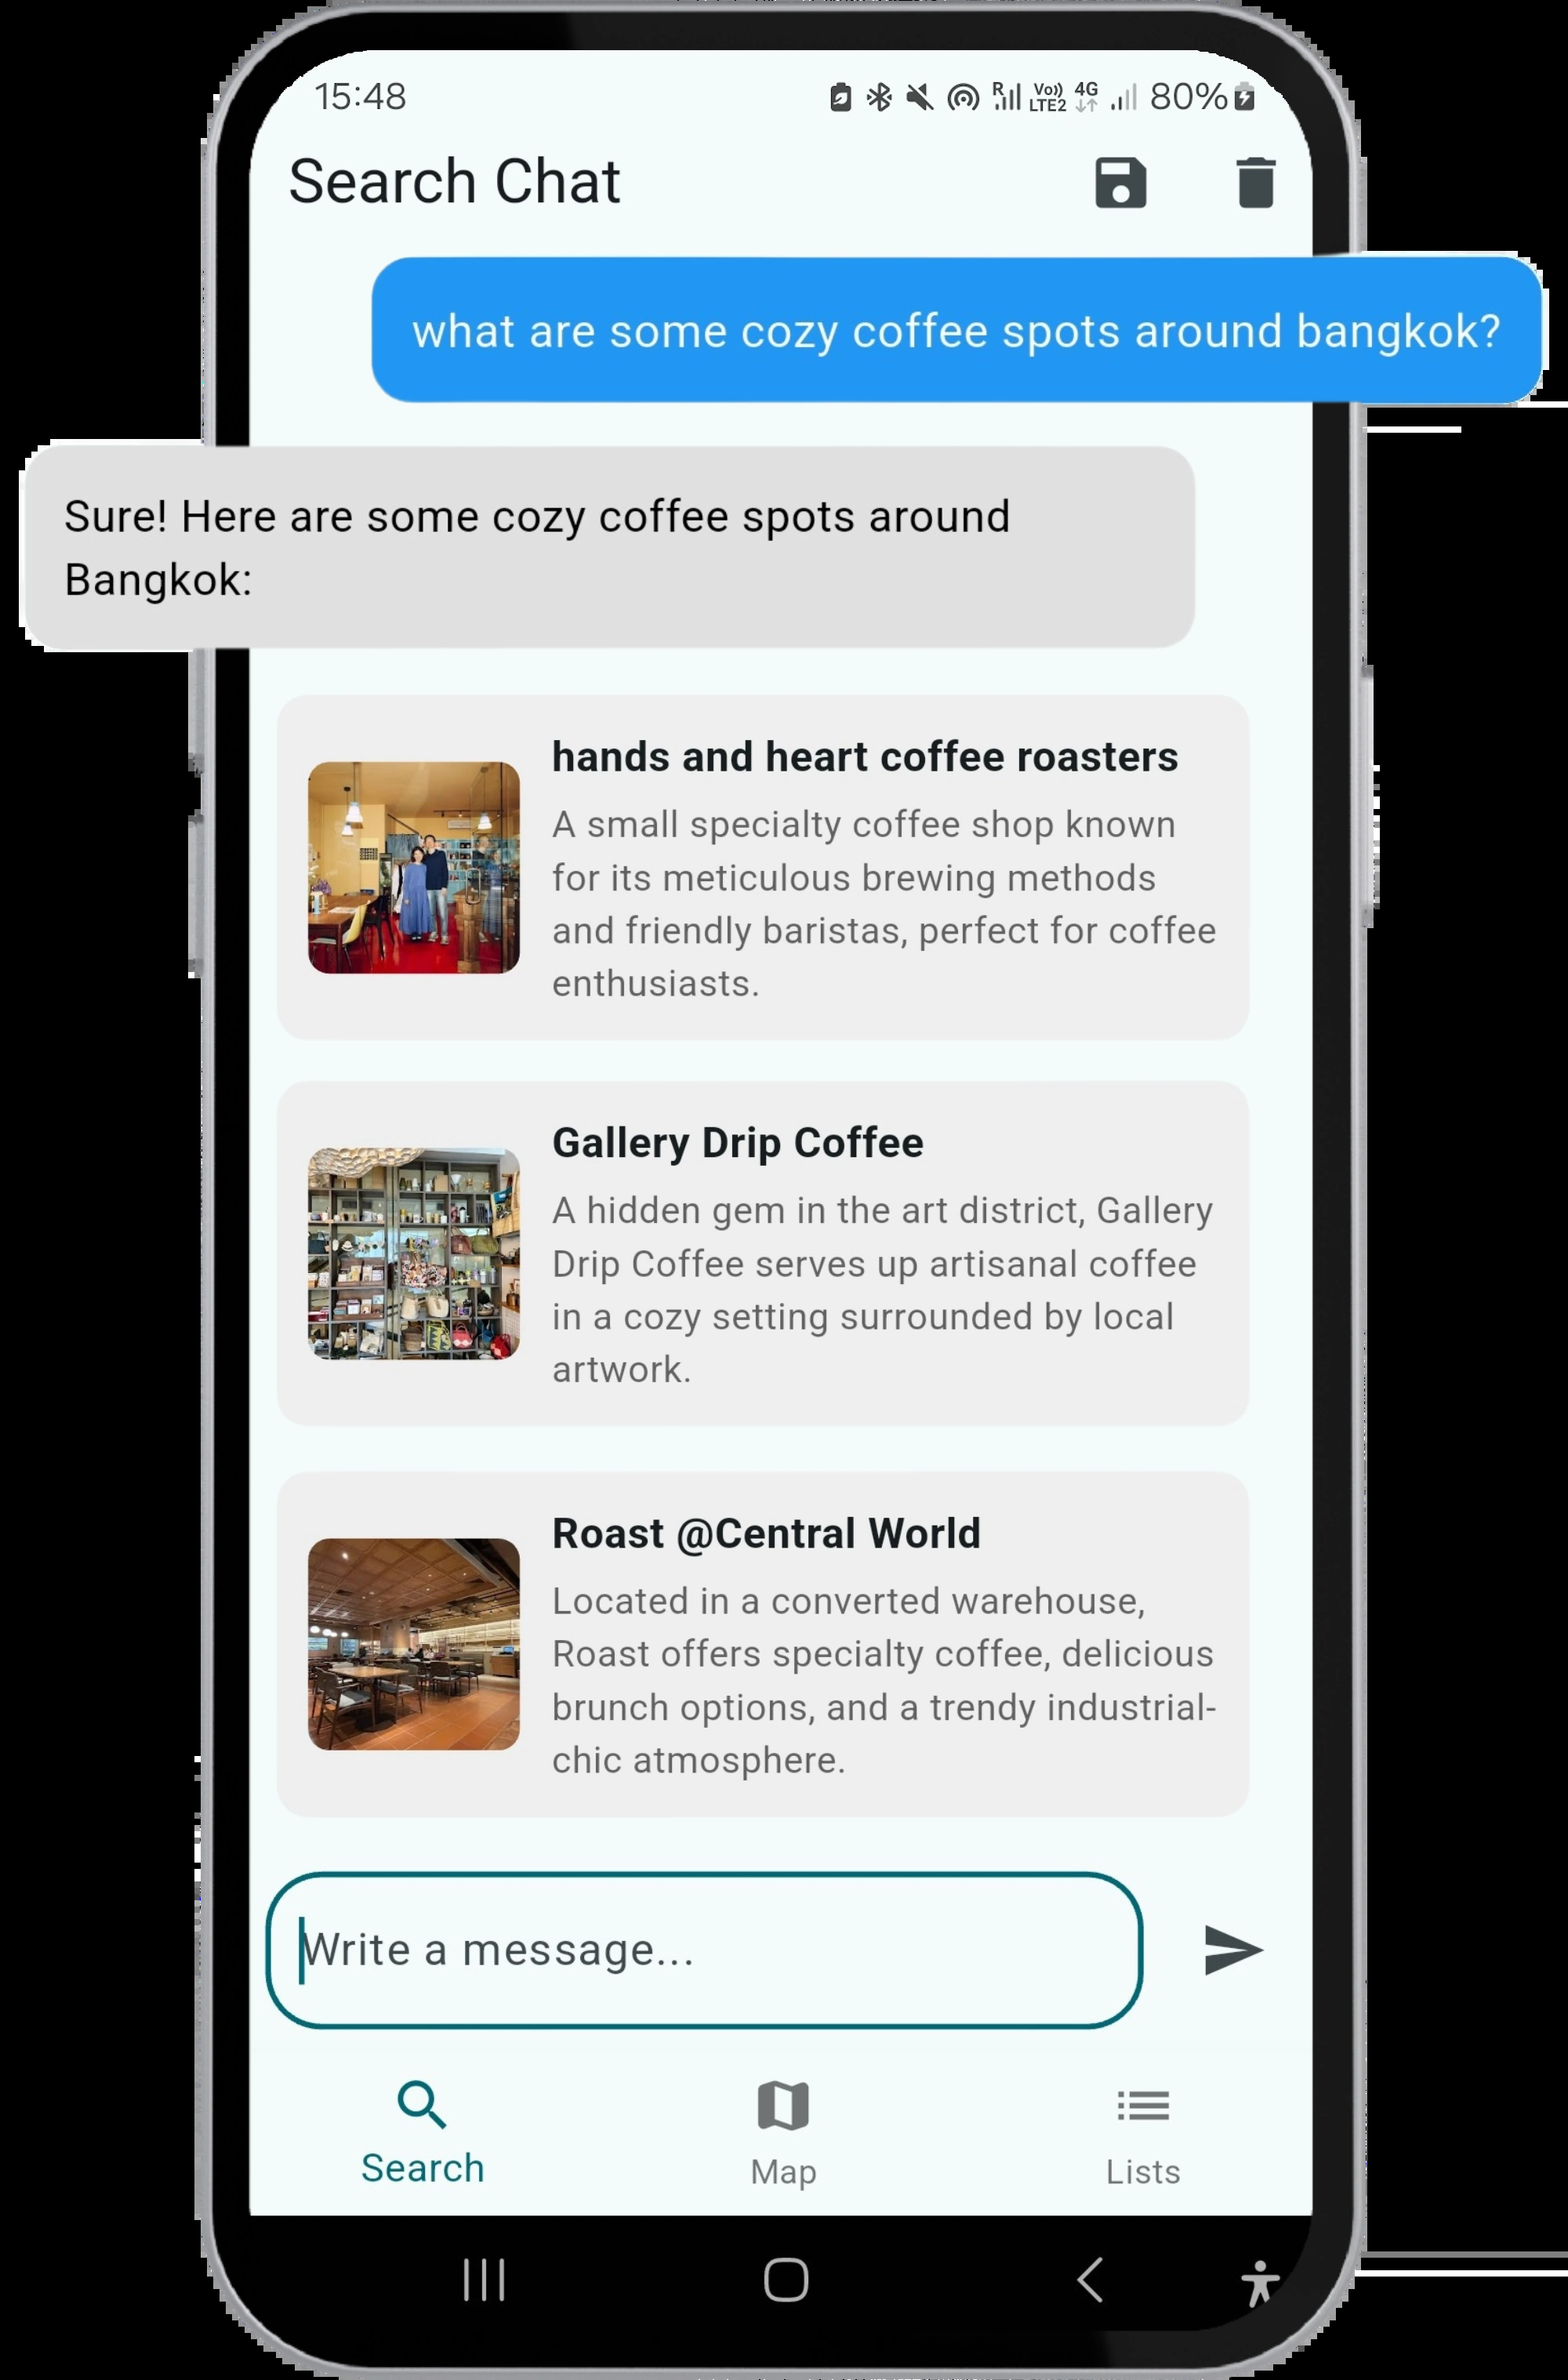 15:48
R Vo)) LTE2 4G 80%
Search Chat
what are some cozy coffee spots around bangkok?
Sure! Here are some cozy coffee spots around
Bangkok:
hands and heart coffee roasters
A small specialty coffee shop known
for its meticulous brewing methods
and friendly baristas, perfect for coffee
enthusiasts.
Gallery Drip Coffee
A hidden gem in the art district, Gallery
Drip Coffee serves up artisanal coffee
in a cozy setting surrounded by local
artwork.
Roast @Central World
Located in a converted warehouse,
Roast offers specialty coffee, delicious
brunch options, and a trendy industrial-
chic atmosphere.
Write a message...
Search
Map
Lists